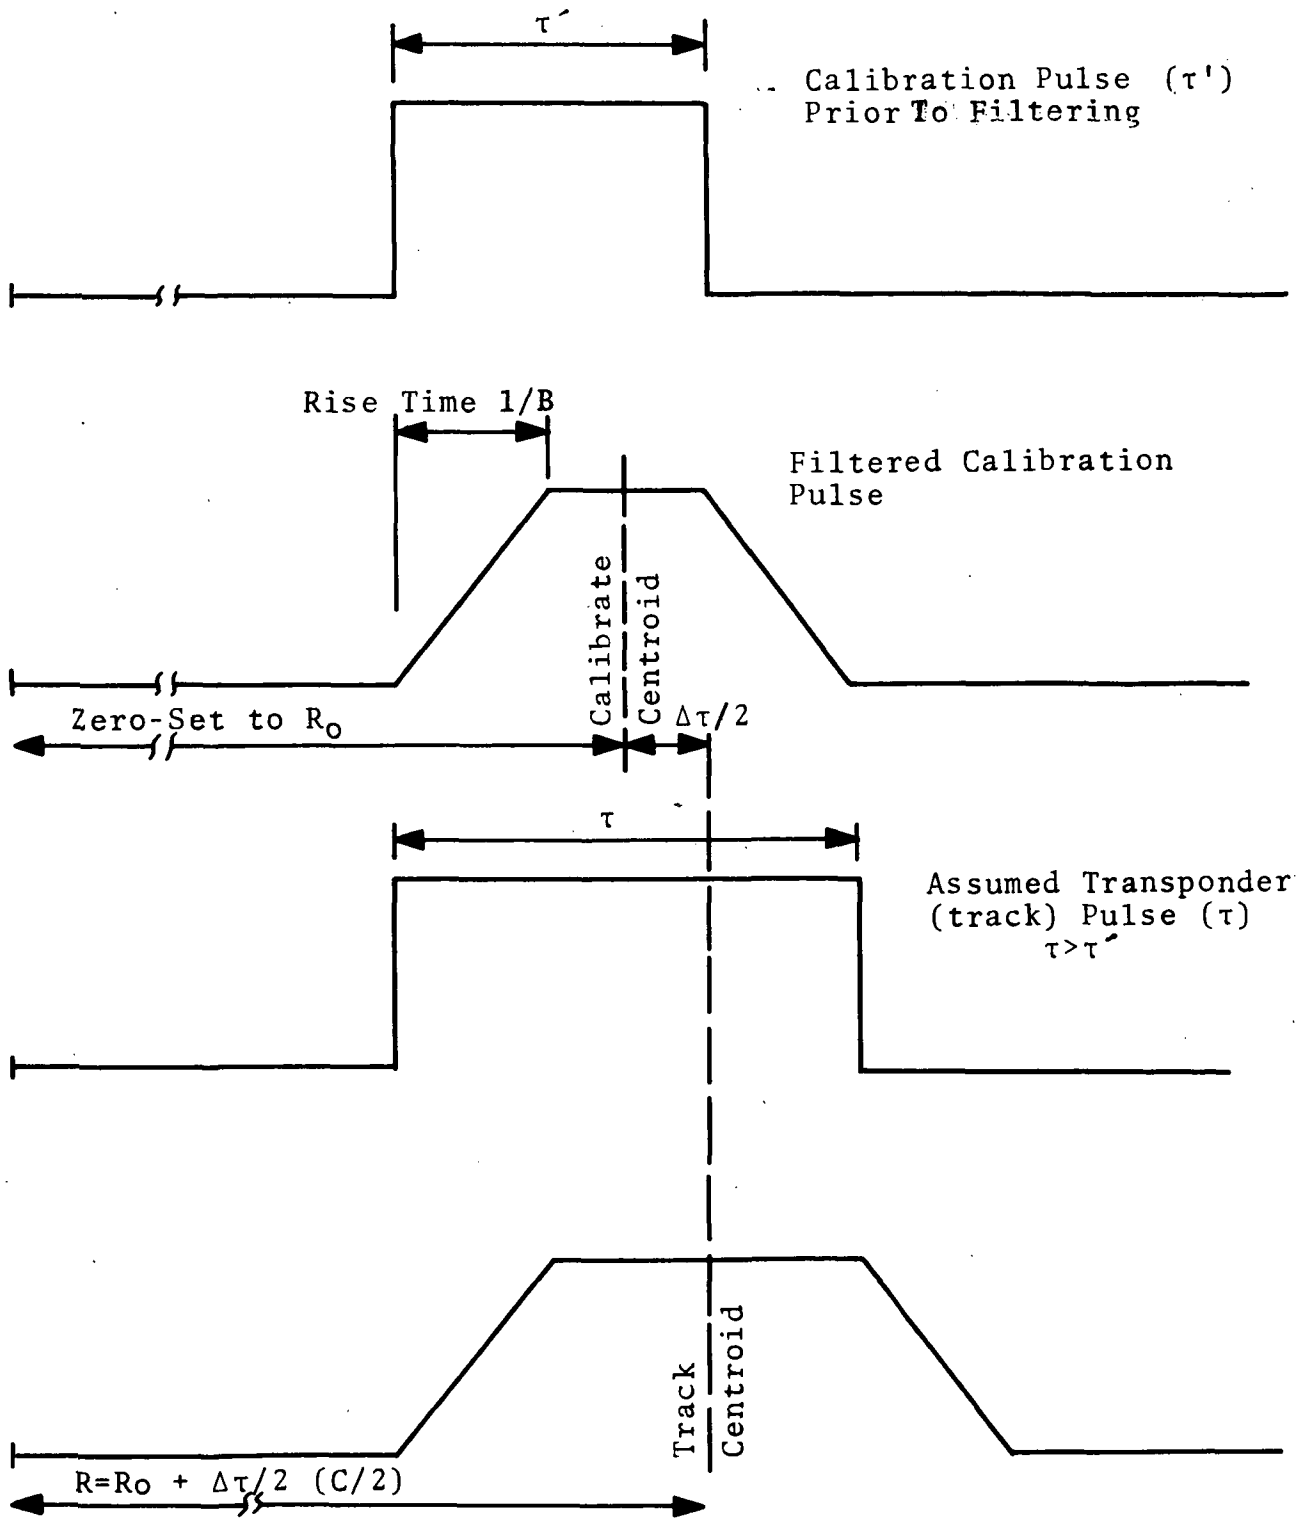 τ′
Calibration Pulse (τ')
Prior To Filtering
Rise Time 1/B
Filtered Calibration
Pulse
Calibrate
Centroid
Zero-Set to Ro
Δτ/2
τ
Assumed Transponder
(track) Pulse (τ)
τ>τ′
Track
Centroid
R=Ro + Δτ/2 (C/2)